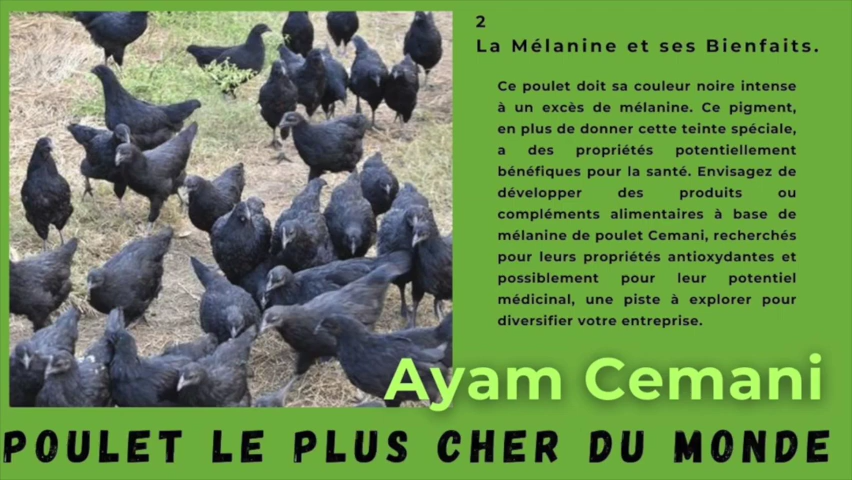 2
La Mélanine et ses Bienfaits.
Ce poulet doit sa couleur noire intense
à un excès de mélanine. Ce pigment,
en plus de donner cette teinte spéciale,
a des propriétés potentiellement
bénéfiques pour la santé. Envisagez de
développer des produits ou
compléments alimentaires à base de
mélanine de poulet Cemani, recherchés
pour leurs propriétés antioxydantes et
possiblement pour leur potentiel
médicinal, une piste à explorer pour
diversifier votre entreprise.
Ayam Cemani
POULET LE PLUS CHER DU MONDE